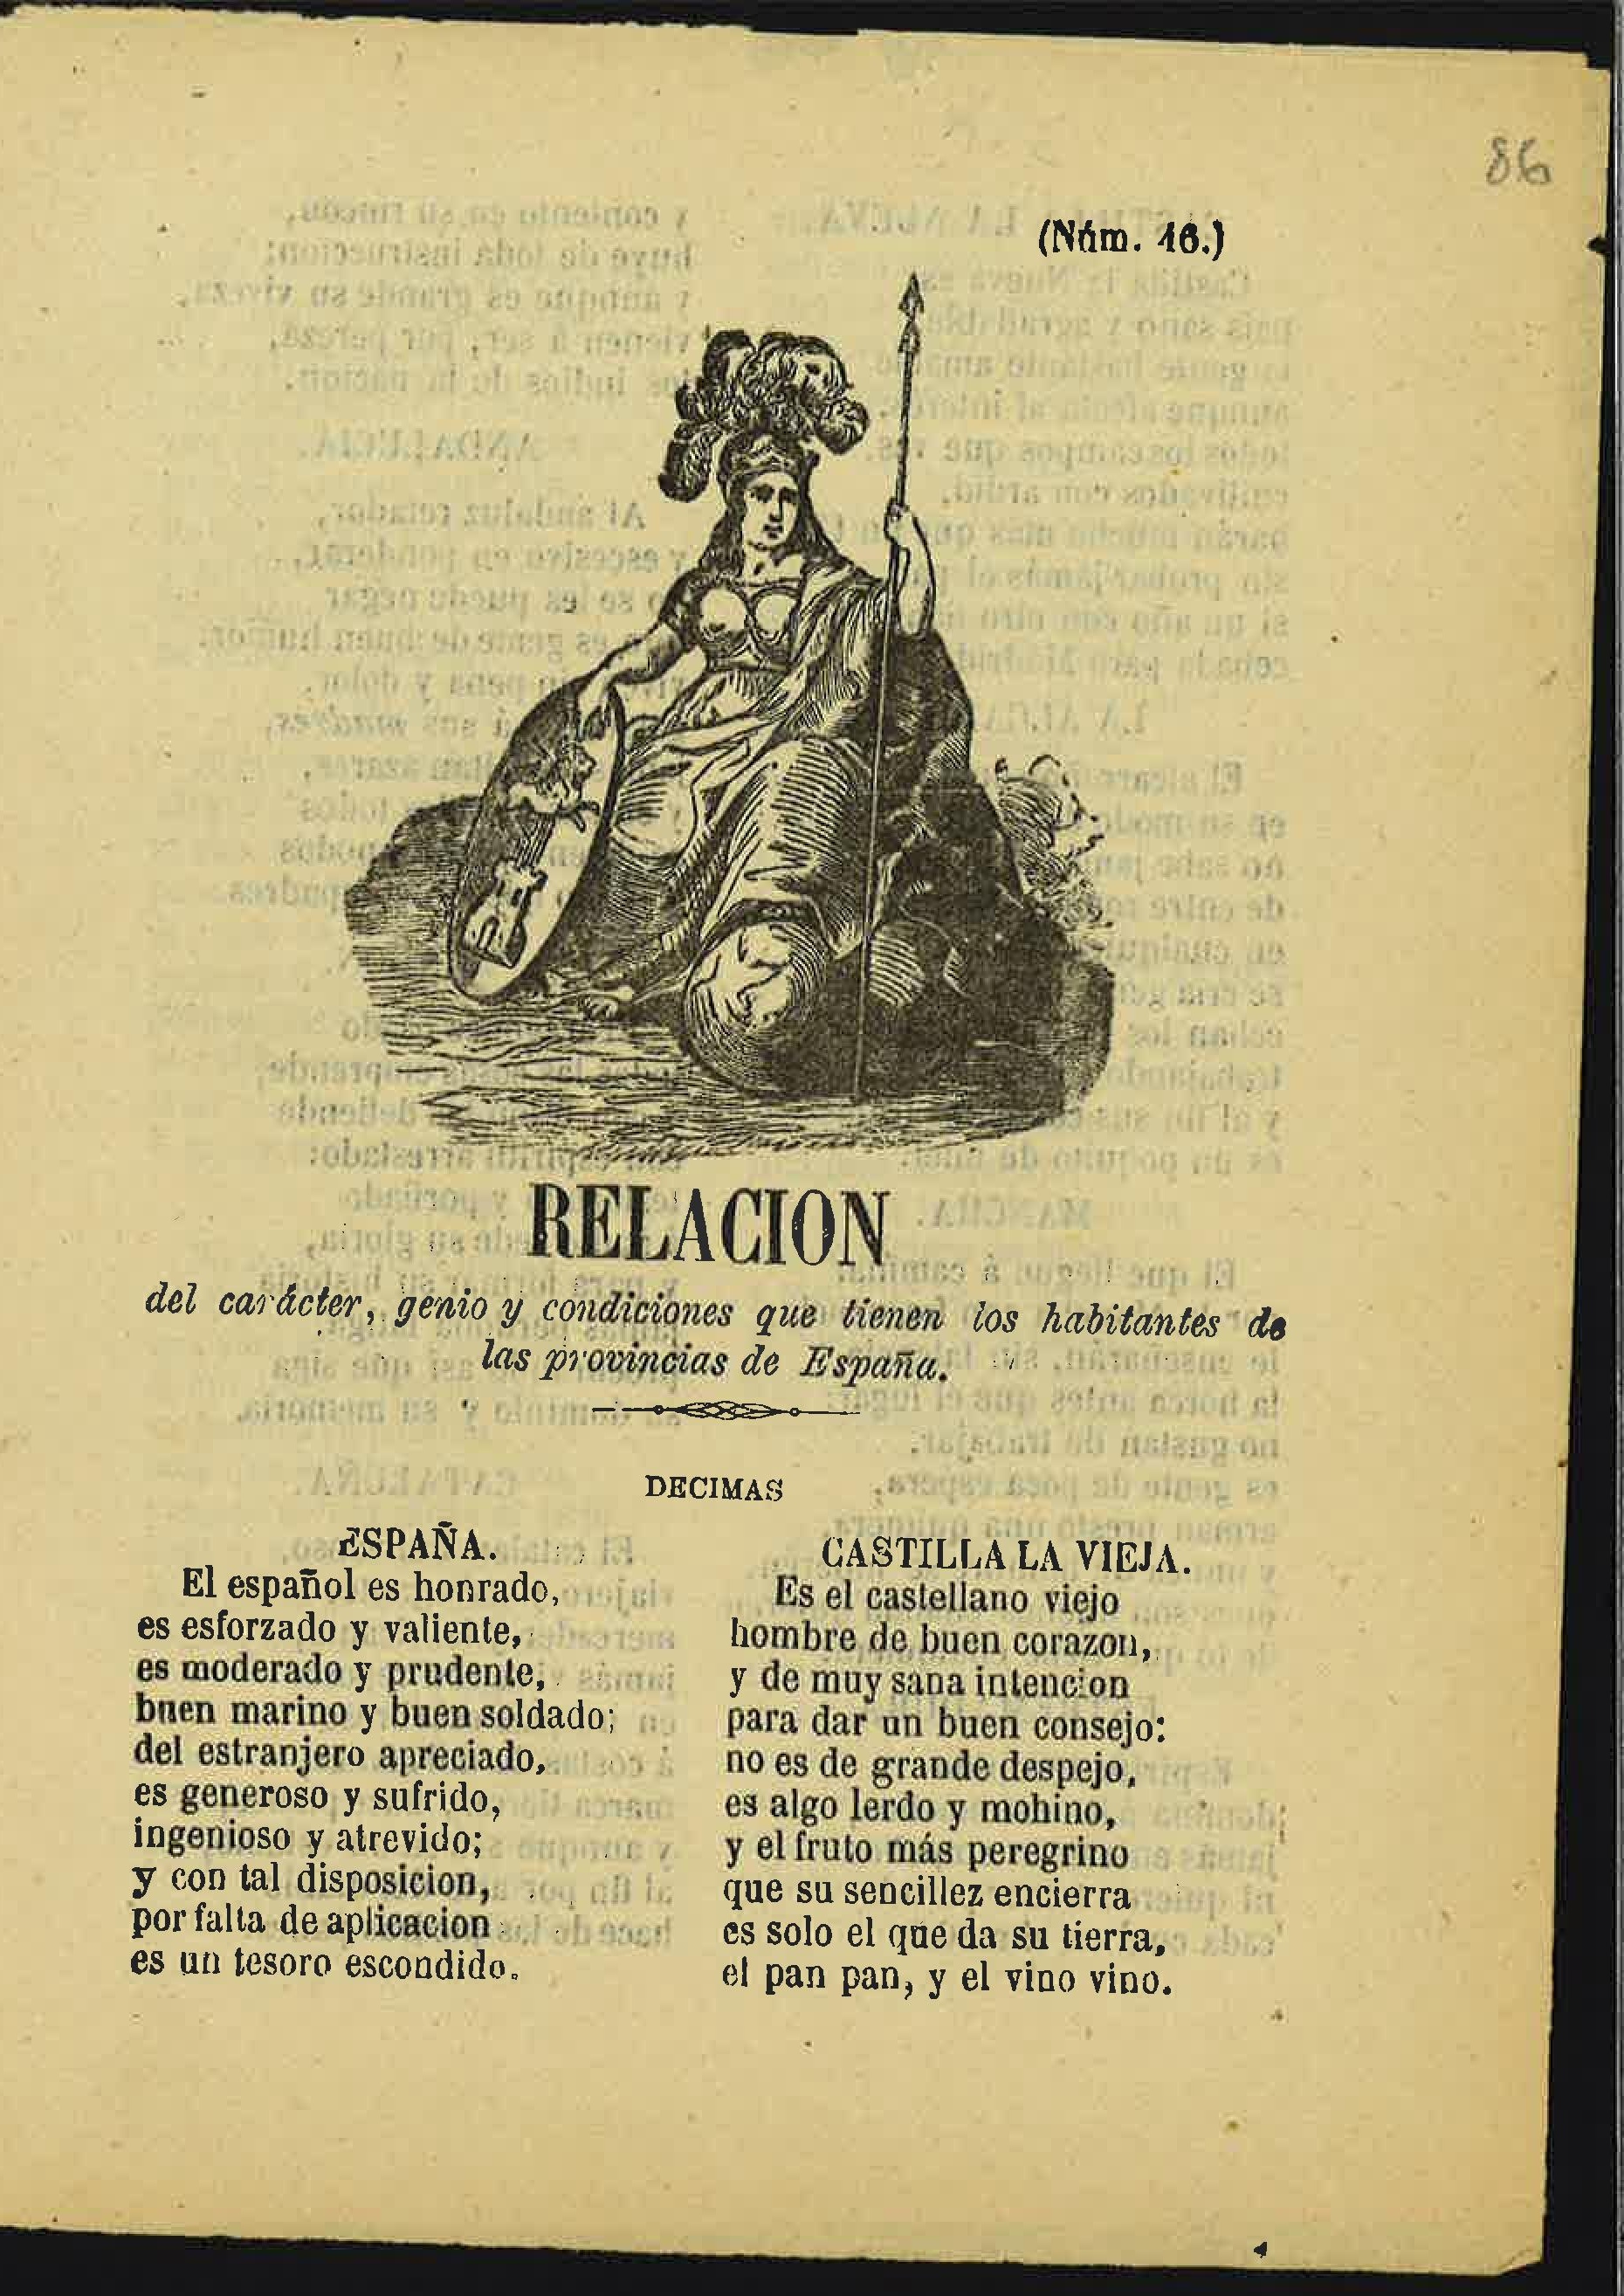 86
(Núm. 16.)
RELACION
del carácter, genio y condiciones que tienen los habitantes de
las provincias de España.
DECIMAS
ESPAÑA.
El español es honrado,
es esforzado y valiente,
es moderado y prudente,
buen marino y buen soldado;
del estranjero apreciado,
es generoso y sufrido,
ingenioso y atrevido;
y con tal disposicion,
por falta de aplicacion
es un tesoro escondido.
CASTILLA LA VIEJA.
Es el castellano viejo
hombre de buen corazon,
y de muy sana intencion
para dar un buen consejo:
no es de grande despejo,
es algo lerdo y mohino,
y el fruto más peregrino
que su sencillez encierra
es solo el que da su tierra,
el pan pan, y el vino vino.